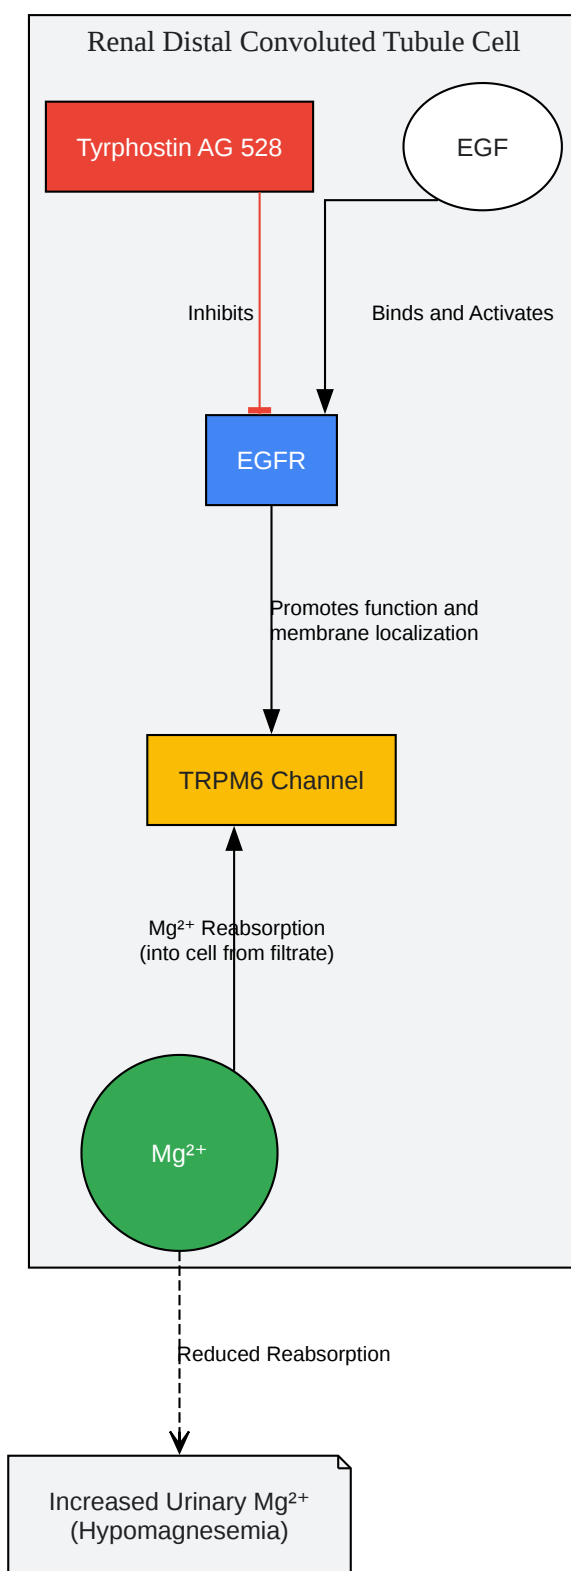 Renal Distal Convoluted Tubule Cell
Tyrphostin AG 528
EGF
Inhibits
Binds and Activates
EGFR
Promotes function and
membrane localization
TRPM6 Channel
Mg²⁺ Reabsorption
(into cell from filtrate)
Mg²⁺
Reduced Reabsorption
Increased Urinary Mg²⁺
(Hypomagnesemia)